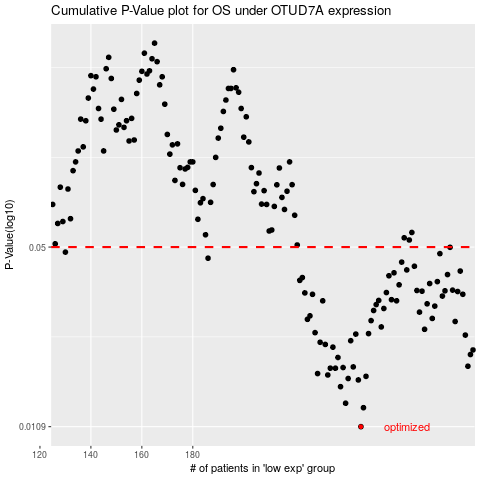 Cumulative P-Value plot for OS under OTUD7A expression
P-Value(log10)
0.05
0.0109
optimized
120
140
160
180
# of patients in 'low exp' group